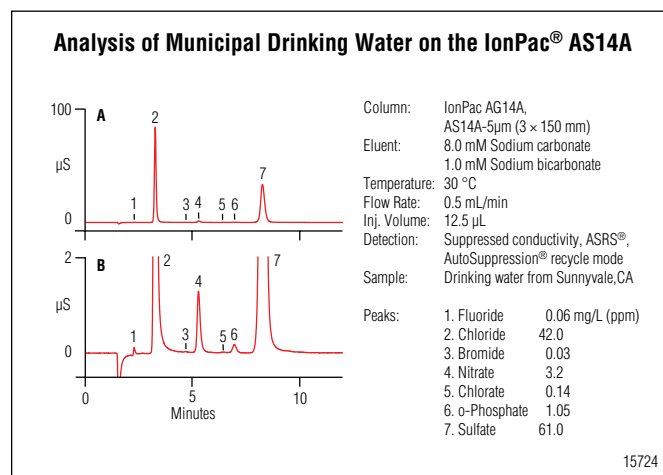 Analysis of Municipal Drinking Water on the IonPac® AS14A
100
µS
0
A
1
2
3
4
5
6
7
2
µS
0
B
1
2
3
4
5
6
7
0
5
10
Minutes
Column: IonPac AG14A,
AS14A-5µm (3 × 150 mm)
Eluent: 8.0 mM Sodium carbonate
1.0 mM Sodium bicarbonate
Temperature: 30 °C
Flow Rate: 0.5 mL/min
Inj. Volume: 12.5 µL
Detection: Suppressed conductivity, ASRS®,
AutoSuppression® recycle mode
Sample: Drinking water from Sunnyvale,CA
Peaks: 1. Fluoride 0.06 mg/L (ppm)
2. Chloride 42.0
3. Bromide 0.03
4. Nitrate 3.2
5. Chlorate 0.14
6. o-Phosphate 1.05
7. Sulfate 61.0
15724